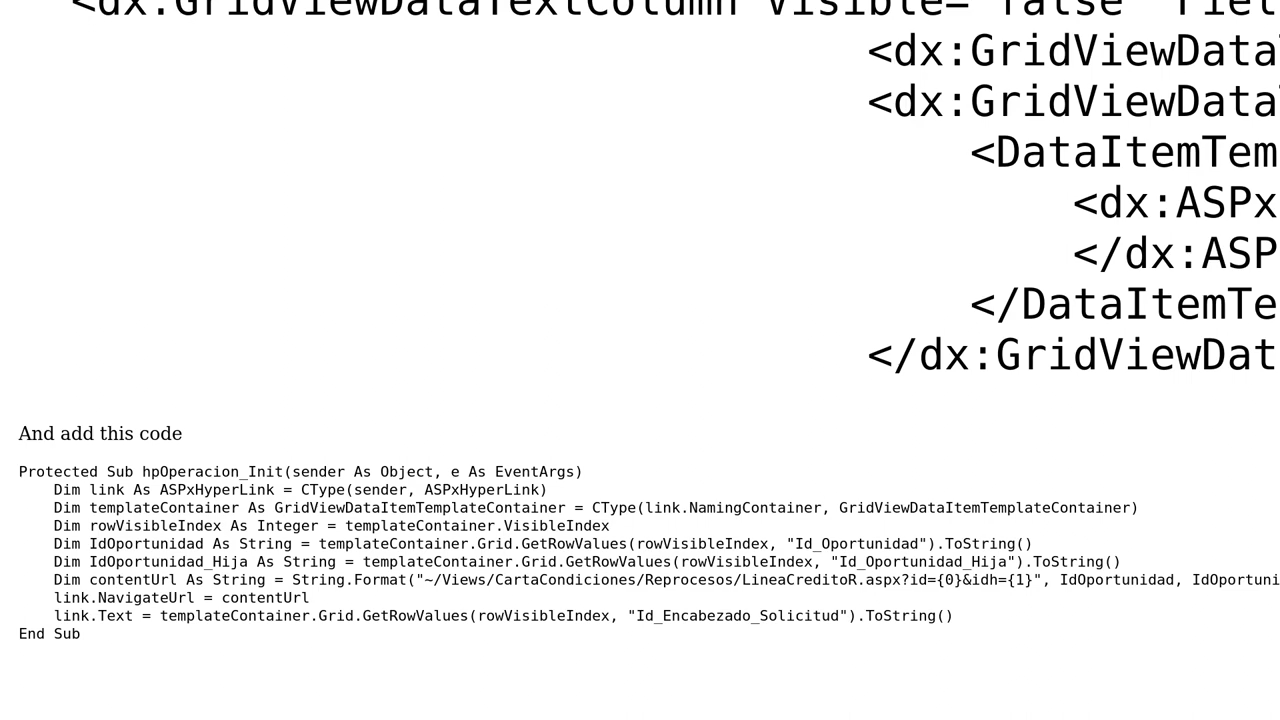 <dx:GridViewDataTextColumn Visible="false"
<dx:GridViewData
<dx:GridViewData
<DataItemTem
<dx:ASPx
</dx:ASP
</DataItemTe
</dx:GridViewDat
And add this code
Protected Sub hpOperacion_Init(sender As Object, e As EventArgs)
Dim link As ASPxHyperLink = CType(sender, ASPxHyperLink)
Dim templateContainer As GridViewDataItemTemplateContainer = CType(link.NamingContainer, GridViewDataItemTemplateContainer)
Dim rowVisibleIndex As Integer = templateContainer.VisibleIndex
Dim IdOportunidad As String = templateContainer.Grid.GetRowValues(rowVisibleIndex, "Id_Oportunidad").ToString()
Dim IdOportunidad_Hija As String = templateContainer.Grid.GetRowValues(rowVisibleIndex, "Id_Oportunidad_Hija").ToString()
Dim contentUrl As String = String.Format("~/Views/CartaCondiciones/Reprocesos/LineaCreditoR.aspx?id={0}&idh={1}", IdOportunidad, IdOportuni
link.NavigateUrl = contentUrl
link.Text = templateContainer.Grid.GetRowValues(rowVisibleIndex, "Id_Encabezado_Solicitud").ToString()
End Sub